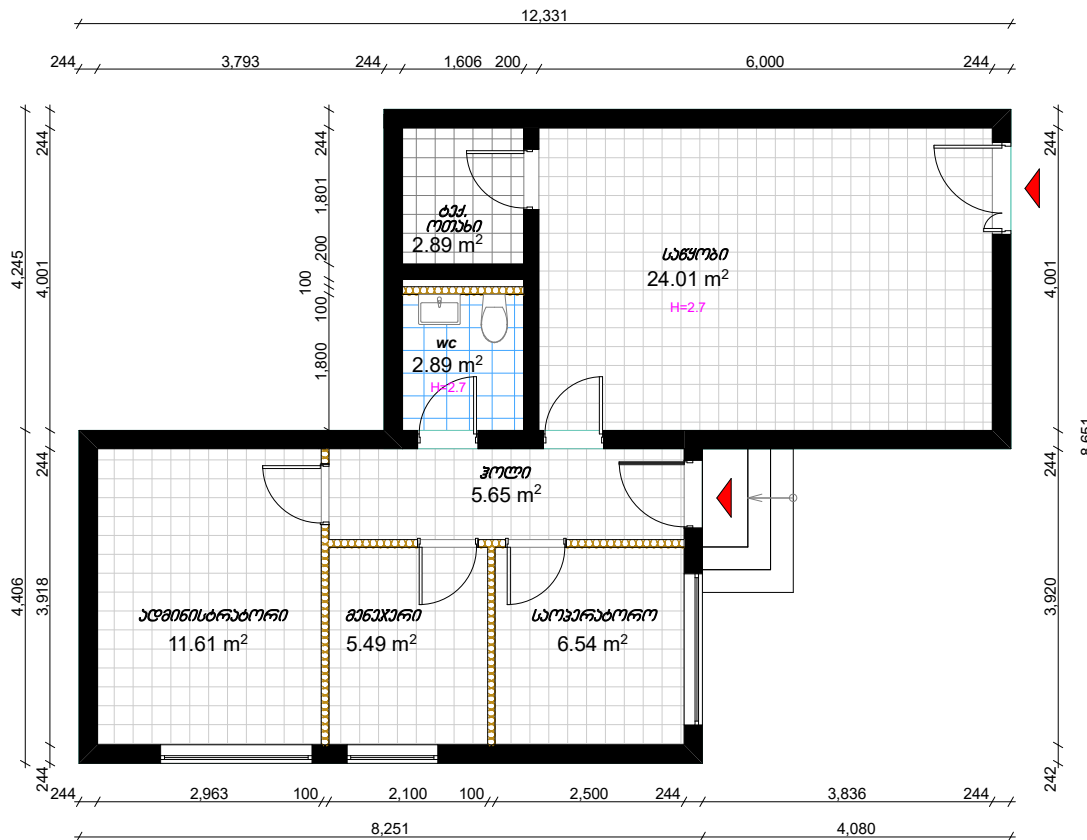 12,331
244 3,793 244 1,606 200 6,000 244
4,245
244
4,001
244
1,801
200
100
100
1,800
ტექ.
ოთახი
2.89 m²
საწყობი
24.01 m²
H=2.7
wc
2.89 m²
H=2.7
244
4,001
8,651
244
3,920
242
4,406
244
3,918
244
ჰოლი
5.65 m²
ადმინისტრატორი
11.61 m²
მენეჯერი
5.49 m²
საოპერატორო
6.54 m²
244 2,963 100 2,100 100 2,500 244 3,836 244
8,251 4,080